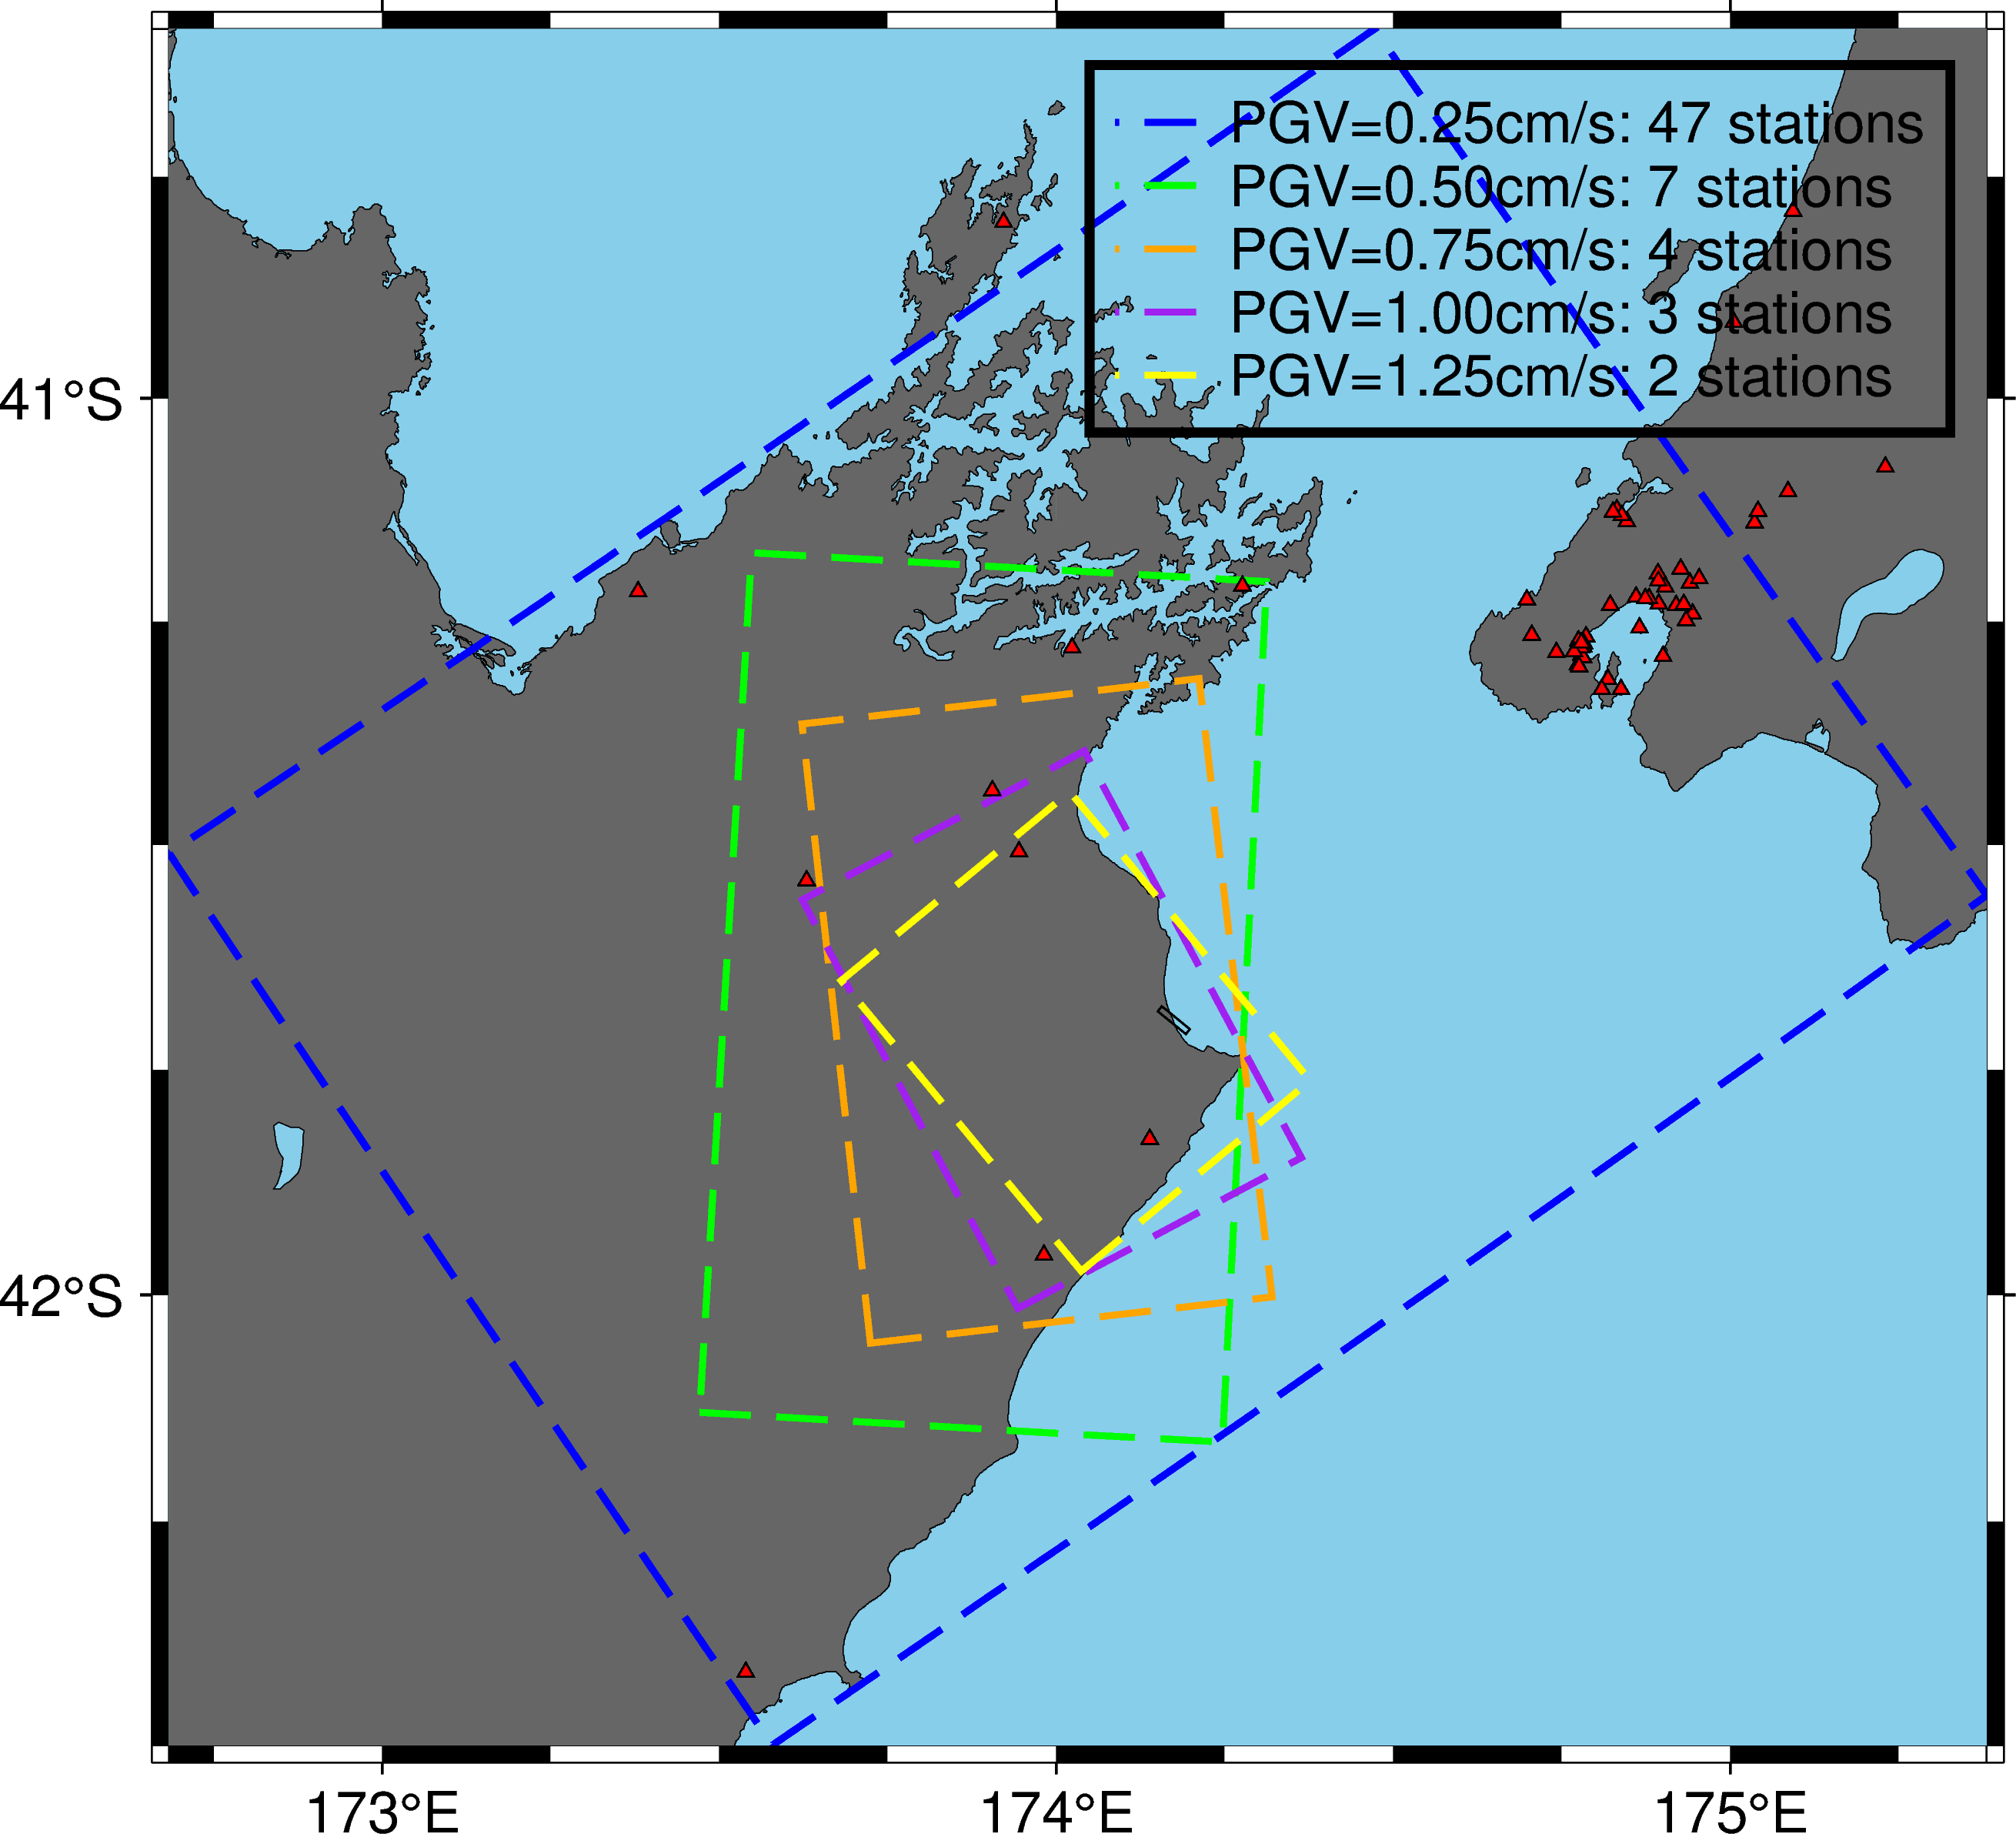 PGV=0.25cm/s: 47 stations
PGV=0.50cm/s: 7 stations
PGV=0.75cm/s: 4 stations
PGV=1.00cm/s: 3 stations
PGV=1.25cm/s: 2 stations
41°S
42°S
173°E
174°E
175°E